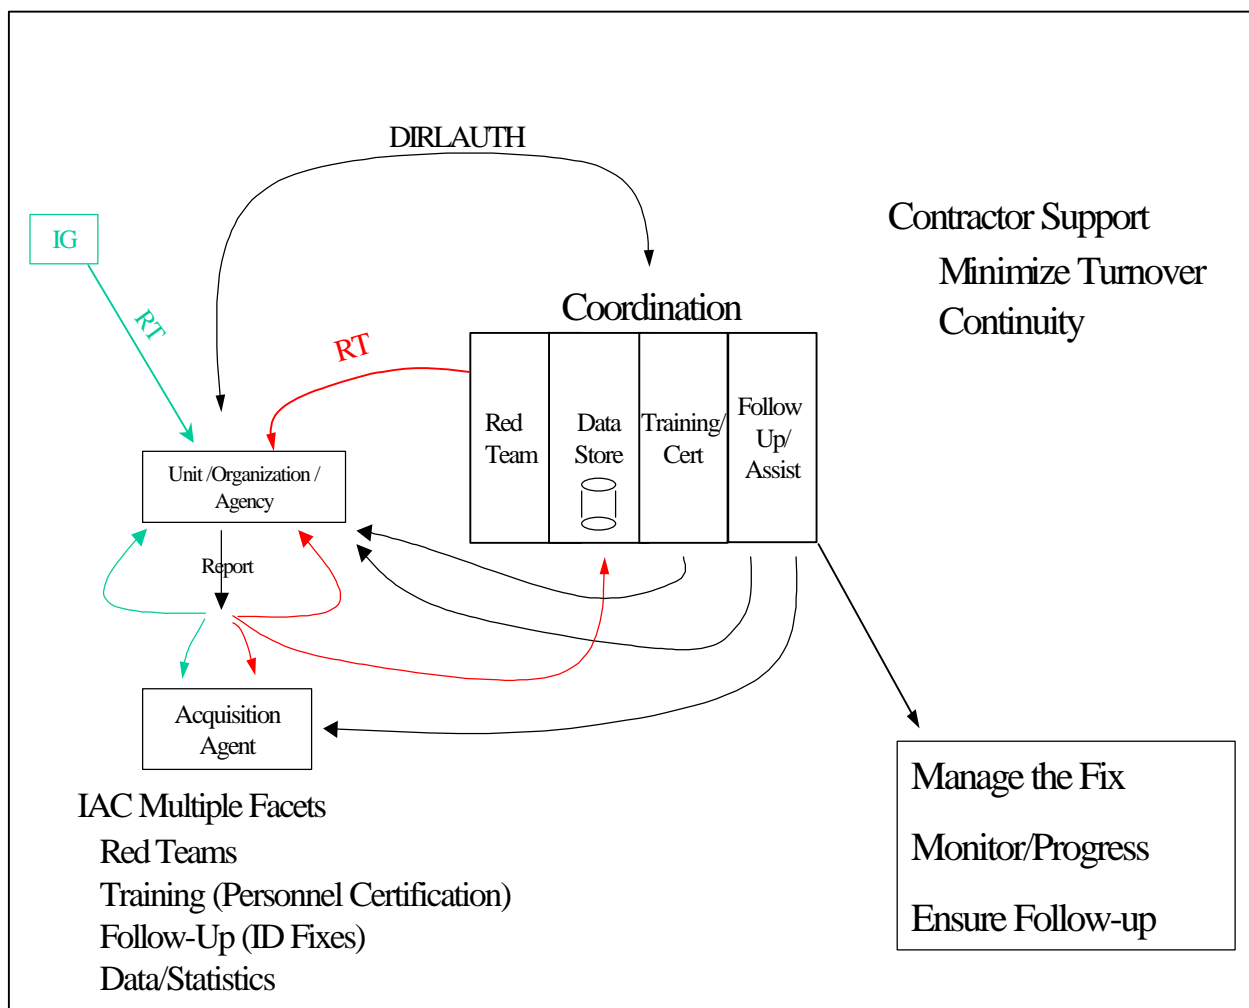 DIRLAUTH
IG
RT
Contractor Support
Minimize Turnover
Continuity
Coordination
RT
Red
Team
Data
Store
Training/
Cert
Follow
Up/
Assist
Unit /Organization /
Agency
Report
Acquisition
Agent
IAC Multiple Facets
Red Teams
Training (Personnel Certification)
Follow-Up (ID Fixes)
Data/Statistics
Manage the Fix
Monitor/Progress
Ensure Follow-up